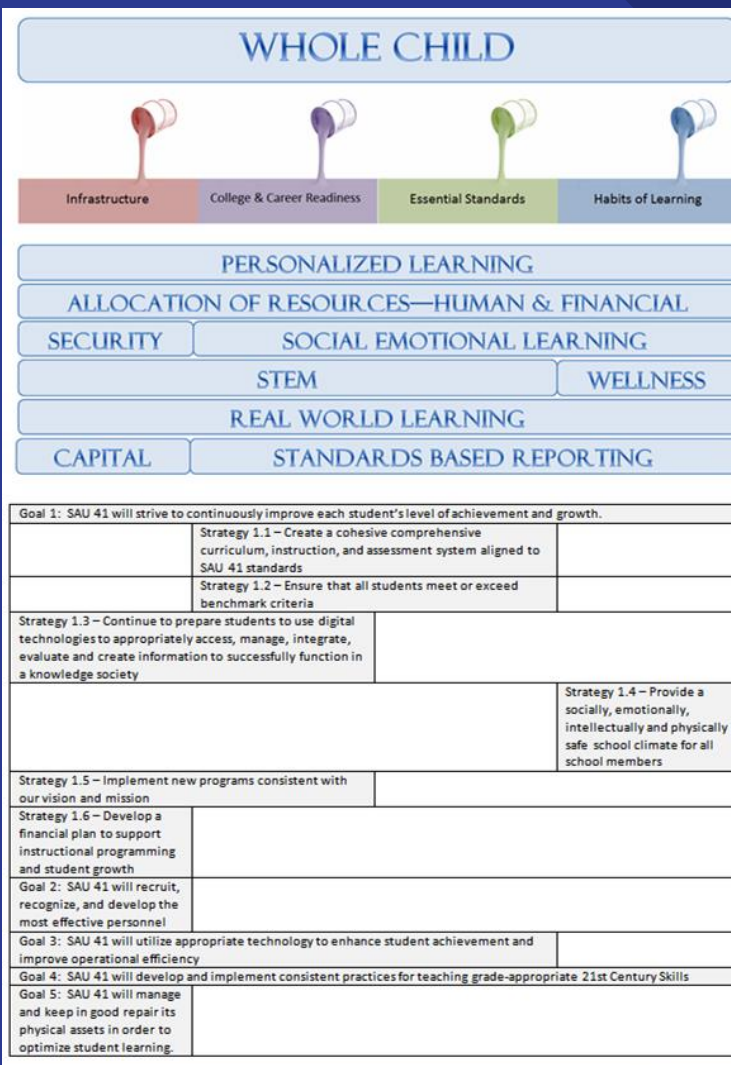 WHOLE CHILD
Infrastructure
College & Career Readiness
Essential Standards
Habits of Learning
PERSONALIZED LEARNING
ALLOCATION OF RESOURCES—HUMAN & FINANCIAL
SECURITY
SOCIAL EMOTIONAL LEARNING
STEM
WELLNESS
REAL WORLD LEARNING
CAPITAL
STANDARDS BASED REPORTING
Goal 1: SAU 41 will strive to continuously improve each student's level of achievement and growth.
Strategy 1.1 – Create a cohesive comprehensive
curriculum, instruction, and assessment system aligned to
SAU 41 standards
Strategy 1.2 – Ensure that all students meet or exceed
benchmark criteria
Strategy 1.3 – Continue to prepare students to use digital
technologies to appropriately access, manage, integrate,
evaluate and create information to successfully function in
a knowledge society
Strategy 1.4 – Provide a
socially, emotionally,
intellectually and physically
safe school climate for all
school members
Strategy 1.5 – Implement new programs consistent with
our vision and mission
Strategy 1.6 – Develop a
financial plan to support
instructional programming
and student growth
Goal 2: SAU 41 will recruit,
recognize, and develop the
most effective personnel
Goal 3: SAU 41 will utilize appropriate technology to enhance student achievement and
improve operational efficiency
Goal 4: SAU 41 will develop and implement consistent practices for teaching grade-appropriate 21st Century Skills
Goal 5: SAU 41 will manage
and keep in good repair its
physical assets in order to
optimize student learning.